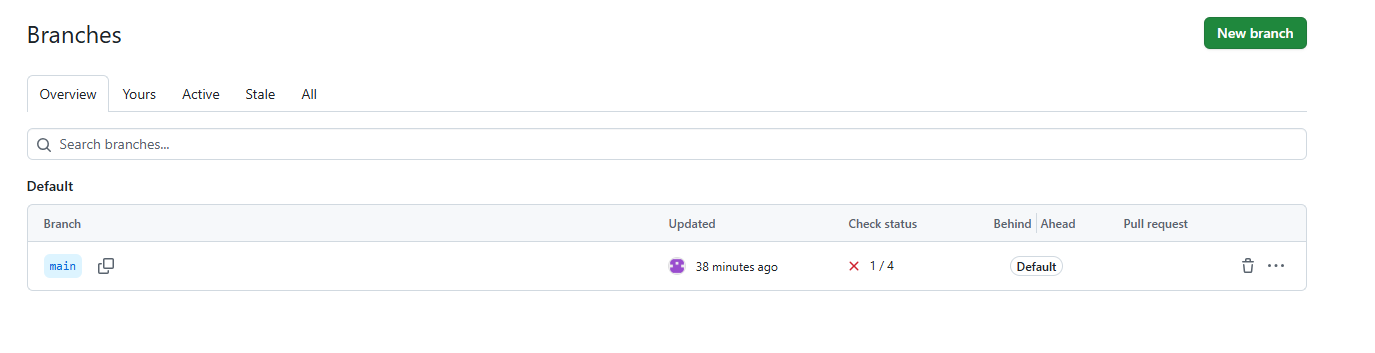 Branches
New branch
Overview Yours Active Stale All
Search branches...
Default
Branch Updated Check status Behind Ahead Pull request
main 38 minutes ago 1 / 4 Default